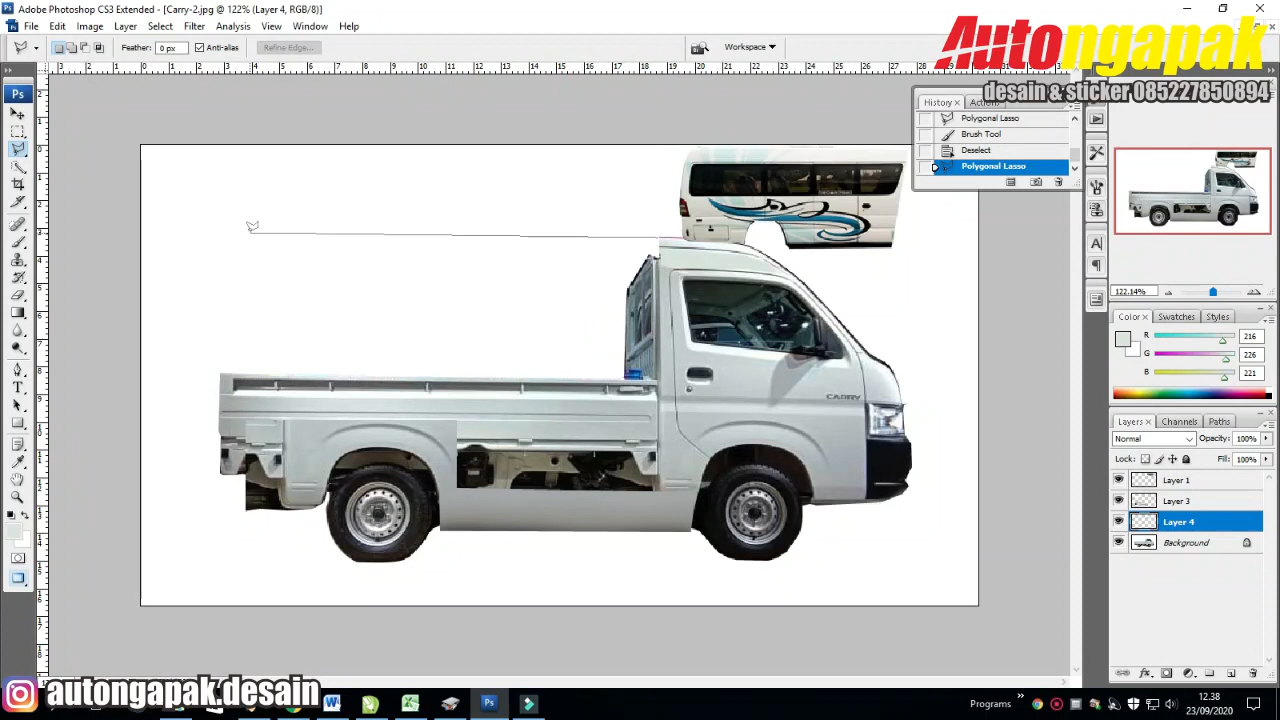 Adobe Photoshop CS3 Extended - [Carry-2.jpg @ 122% (Layer 4, RGB/8)]
File Edit Image Layer Select Filter Analysis View Window Help
Feather: 0 px Anti-alias Refine Edge... Workspace
Autongapak
desain & sticker 085227850894
Ps
History Actions
Polygonal Lasso
Brush Tool
Deselect
Polygonal Lasso
122.14%
Color Swatches Styles
R 216
G 226
B 221
CARRY
Layers Channels Paths
Normal Opacity: 100%
Lock: Fill: 100%
Layer 1
Layer 3
Layer 4
Background
autongapak.desain
Programs
12.38
23/09/2020